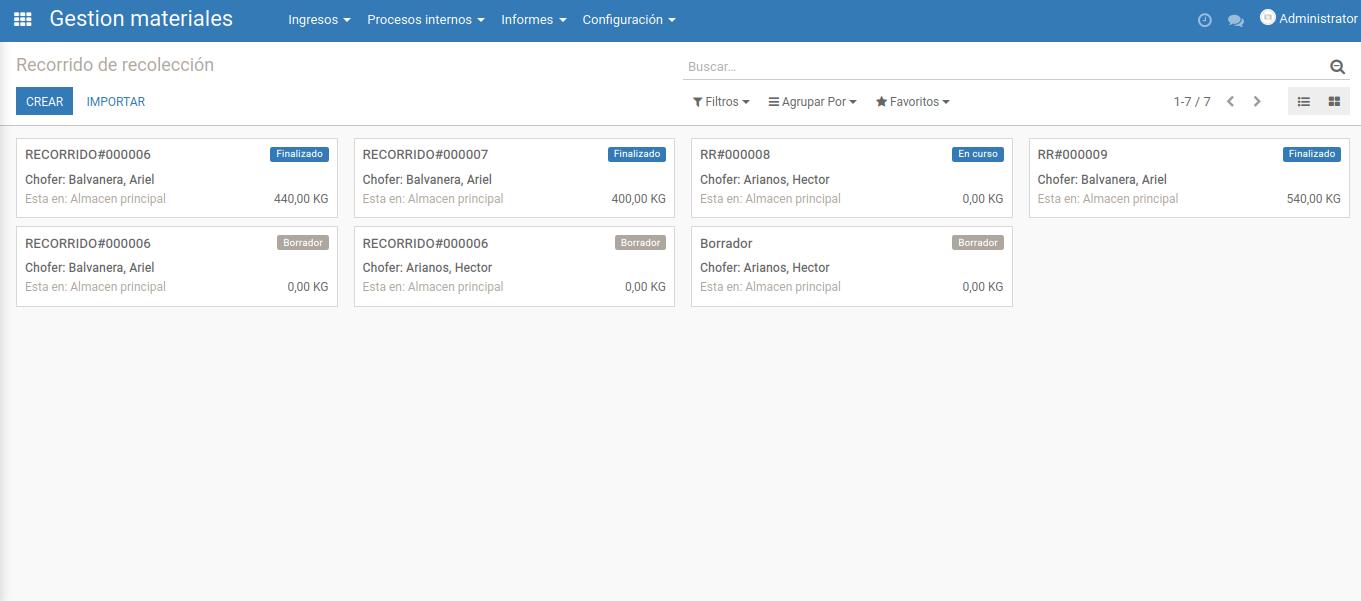 Gestion materiales Ingresos Procesos internos Informes Configuración Administrator
Recorrido de recolección
Buscar...
CREAR IMPORTAR Filtros Agrupar Por Favoritos 1-7 / 7
RECORRIDO#000006 Finalizado
Chofer: Balvanera, Ariel
Esta en: Almacen principal 440,00 KG
RECORRIDO#000007 Finalizado
Chofer: Balvanera, Ariel
Esta en: Almacen principal 400,00 KG
RR#000008 En curso
Chofer: Arianos, Hector
Esta en: Almacen principal 0,00 KG
RR#000009 Finalizado
Chofer: Balvanera, Ariel
Esta en: Almacen principal 540,00 KG
RECORRIDO#000006 Borrador
Chofer: Balvanera, Ariel
Esta en: Almacen principal 0,00 KG
RECORRIDO#000006 Borrador
Chofer: Arianos, Hector
Esta en: Almacen principal 0,00 KG
Borrador Borrador
Chofer: Arianos, Hector
Esta en: Almacen principal 0,00 KG